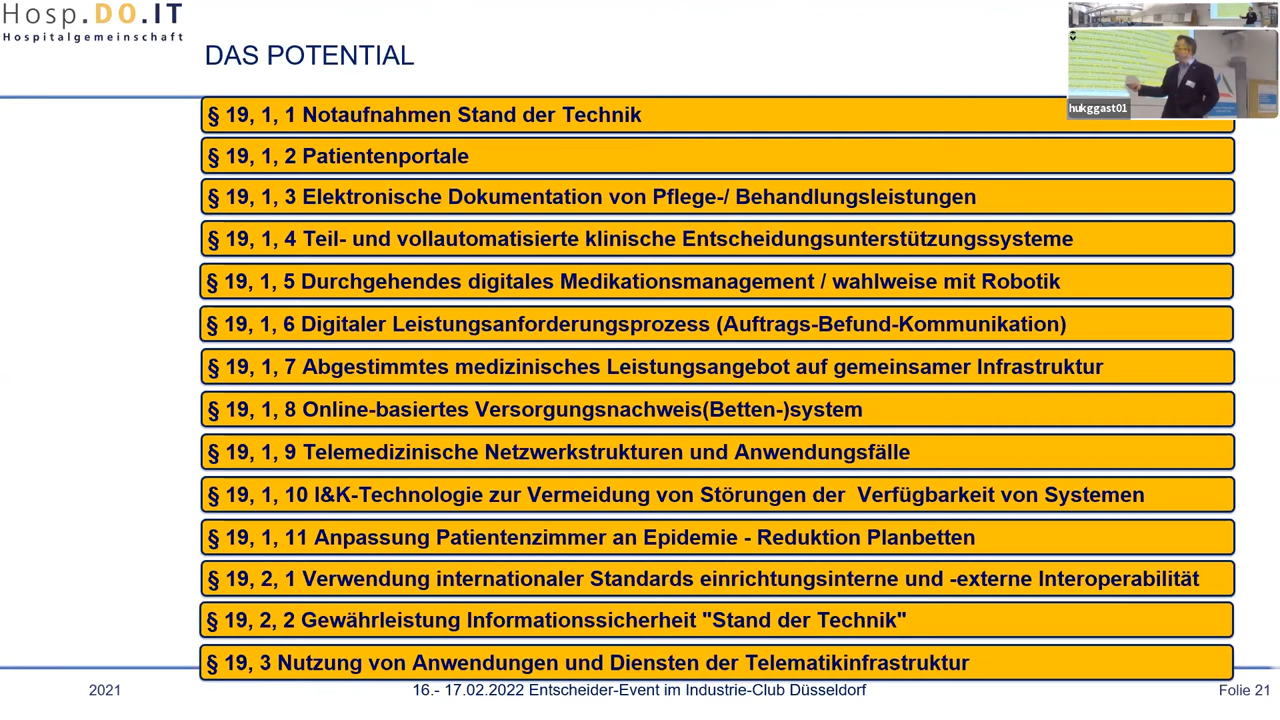 Hosp.DO.IT
Hospitalgemeinschaft
DAS POTENTIAL
hukggast01
§ 19, 1, 1 Notaufnahmen Stand der Technik
§ 19, 1, 2 Patientenportale
§ 19, 1, 3 Elektronische Dokumentation von Pflege-/ Behandlungsleistungen
§ 19, 1, 4 Teil- und vollautomatisierte klinische Entscheidungsunterstützungssysteme
§ 19, 1, 5 Durchgehendes digitales Medikationsmanagement / wahlweise mit Robotik
§ 19, 1, 6 Digitaler Leistungsanforderungsprozess (Auftrags-Befund-Kommunikation)
§ 19, 1, 7 Abgestimmtes medizinisches Leistungsangebot auf gemeinsamer Infrastruktur
§ 19, 1, 8 Online-basiertes Versorgungsnachweis(Betten-)system
§ 19, 1, 9 Telemedizinische Netzwerkstrukturen und Anwendungsfälle
§ 19, 1, 10 I&K-Technologie zur Vermeidung von Störungen der  Verfügbarkeit von Systemen
§ 19, 1, 11 Anpassung Patientenzimmer an Epidemie - Reduktion Planbetten
§ 19, 2, 1 Verwendung internationaler Standards einrichtungsinterne und -externe Interoperabilität
§ 19, 2, 2 Gewährleistung Informationssicherheit "Stand der Technik"
§ 19, 3 Nutzung von Anwendungen und Diensten der Telematikinfrastruktur
2021
16.- 17.02.2022 Entscheider-Event im Industrie-Club Düsseldorf
Folie 21